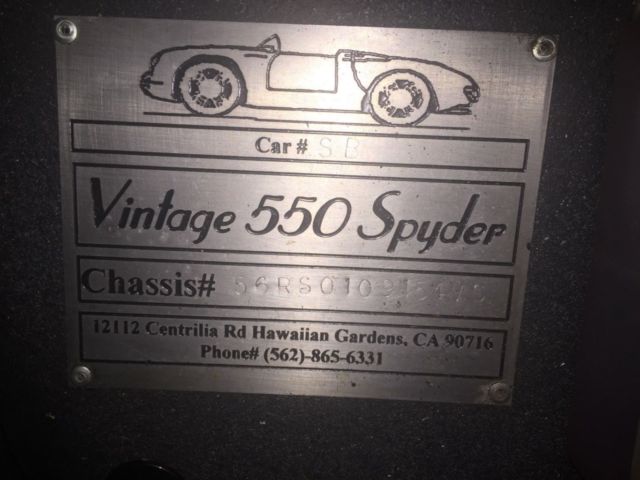 Car # S B
Vintage 550 Spyder
Chassis#
12112 Centrilia Rd Hawaiian Gardens, CA 90716
Phone# (562)-865-6331